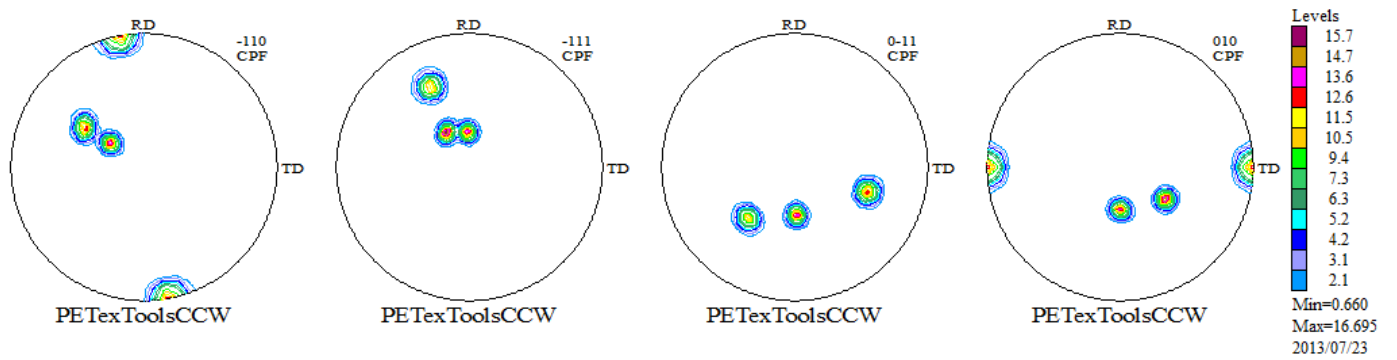 RD
-110
CPF
TD
PETexToolsCCW
RD
-111
CPF
TD
PETexToolsCCW
RD
0-11
CPF
TD
PETexToolsCCW
RD
010
CPF
TD
PETexToolsCCW
Levels
15.7
14.7
13.6
12.6
11.5
10.5
9.4
7.3
6.3
5.2
4.2
3.1
2.1
Min=0.660
Max=16.695
2013/07/23